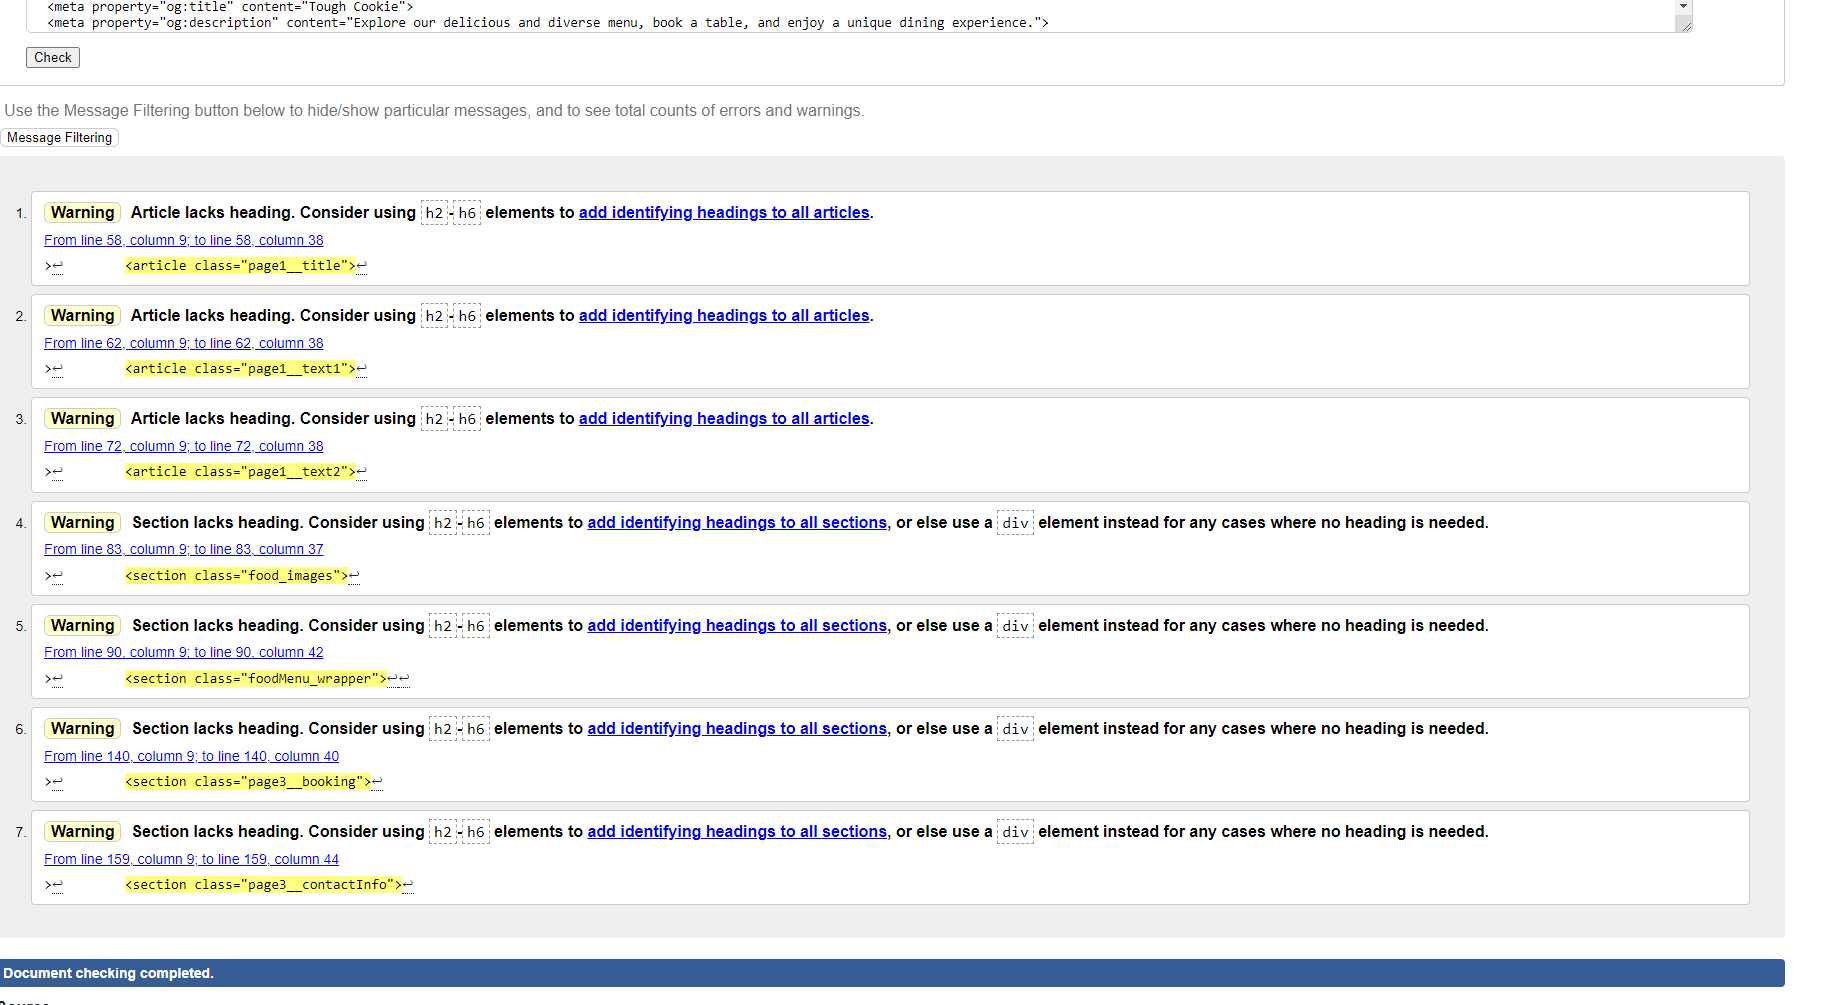 <meta property="og:title" content="Tough Cookie">
<meta property="og:description" content="Explore our delicious and diverse menu, book a table, and enjoy a unique dining experience.">
Check
Use the Message Filtering button below to hide/show particular messages, and to see total counts of errors and warnings.
Message Filtering
1. Warning Article lacks heading. Consider using h2-h6 elements to add identifying headings to all articles.
From line 58, column 9; to line 58, column 38
>↩ <article class="page1__title">↩
2. Warning Article lacks heading. Consider using h2-h6 elements to add identifying headings to all articles.
From line 62, column 9; to line 62, column 38
>↩ <article class="page1__text1">↩
3. Warning Article lacks heading. Consider using h2-h6 elements to add identifying headings to all articles.
From line 72, column 9; to line 72, column 38
>↩ <article class="page1__text2">↩
4. Warning Section lacks heading. Consider using h2-h6 elements to add identifying headings to all sections, or else use a div element instead for any cases where no heading is needed.
From line 83, column 9; to line 83, column 37
>↩ <section class="food_images">↩
5. Warning Section lacks heading. Consider using h2-h6 elements to add identifying headings to all sections, or else use a div element instead for any cases where no heading is needed.
From line 90, column 9; to line 90, column 42
>↩ <section class="foodMenu_wrapper">↩↩
6. Warning Section lacks heading. Consider using h2-h6 elements to add identifying headings to all sections, or else use a div element instead for any cases where no heading is needed.
From line 140, column 9; to line 140, column 40
>↩ <section class="page3__booking">↩
7. Warning Section lacks heading. Consider using h2-h6 elements to add identifying headings to all sections, or else use a div element instead for any cases where no heading is needed.
From line 159, column 9; to line 159, column 44
>↩ <section class="page3__contactInfo">↩
Document checking completed.